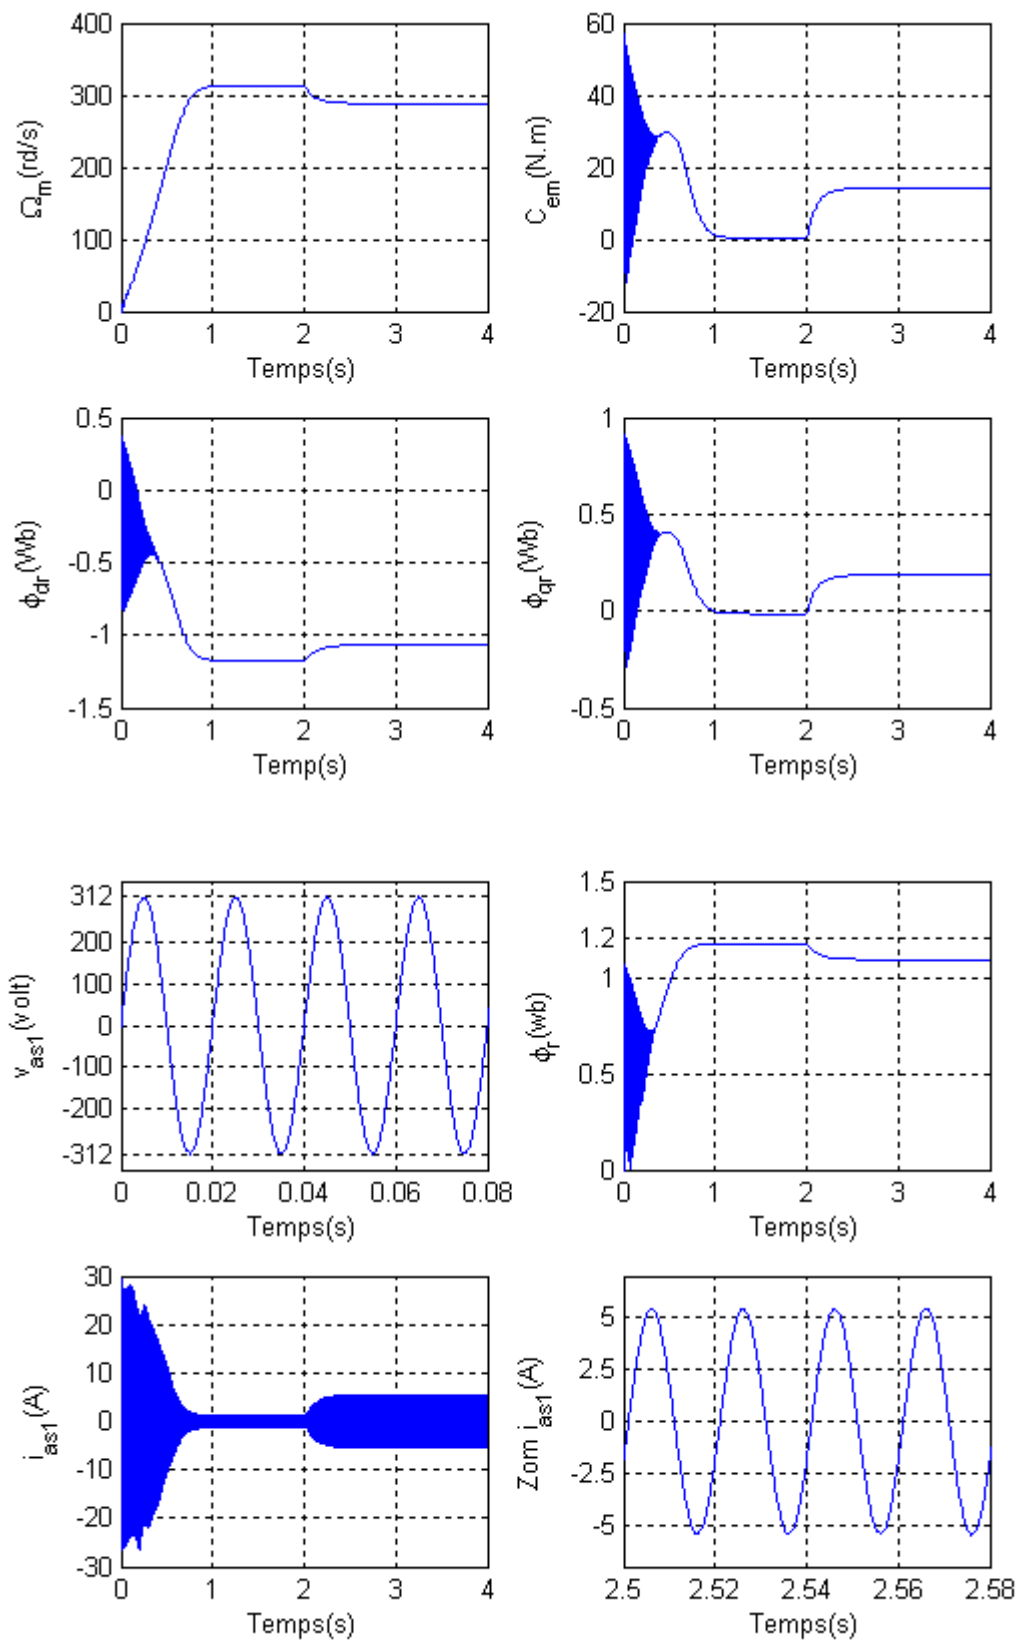 400
300
200
100
0
Ωm(rd/s)
0 1 2 3 4
Temps(s)
60
40
20
0
-20
Cem(N.m)
0 1 2 3 4
Temps(s)
0.5
0
-0.5
-1
-1.5
ϕdr(Wb)
0 1 2 3 4
Temp(s)
1
0.5
0
-0.5
ϕqr(Wb)
0 1 2 3 4
Temps(s)
312
200
100
0
-100
-200
-312
vas1(volt)
0 0.02 0.04 0.06 0.08
Temps(s)
1.5
1.2
1
0.5
0
ϕr(wb)
0 1 2 3 4
Temps(s)
30
20
10
0
-10
-20
-30
ias1(A)
0 1 2 3 4
Temps(s)
5
2.5
0
-2.5
-5
Zom ias1(A)
2.5 2.52 2.54 2.56 2.58
Temps(s)